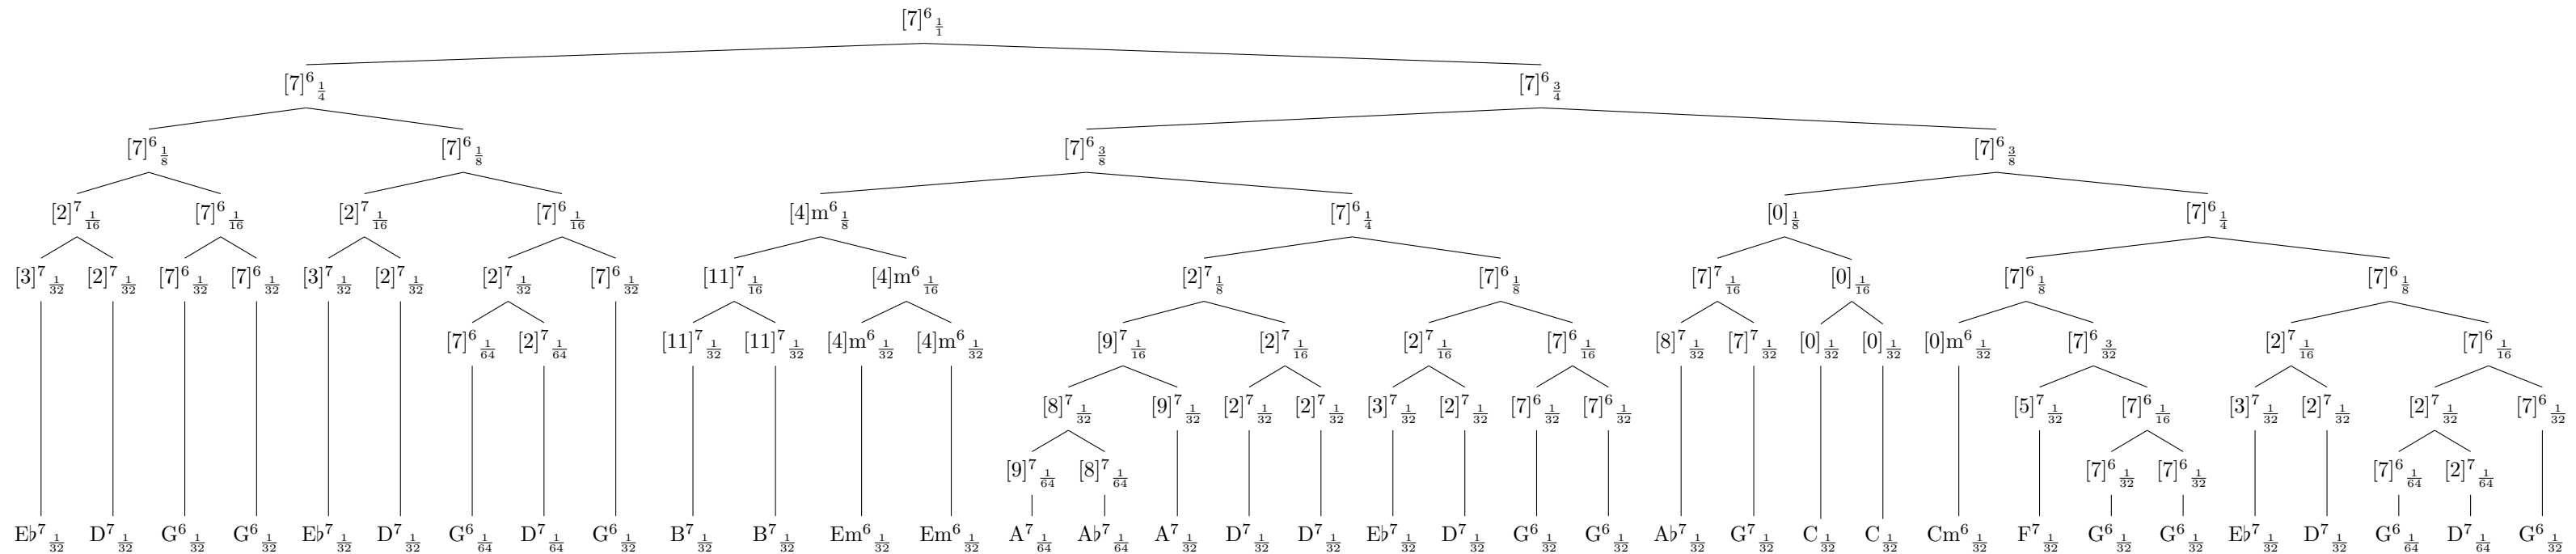 [7]⁶ 1/1
[7]⁶ 1/4 [7]⁶ 3/4
[7]⁶ 1/8 [7]⁶ 1/8 [7]⁶ 3/8 [7]⁶ 3/8
[2]⁷ 1/16 [7]⁶ 1/16 [2]⁷ 1/16 [7]⁶ 1/16 [4]m⁶ 1/8 [7]⁶ 1/4 [0] 1/8 [7]⁶ 1/4
[3]⁷ 1/32 [2]⁷ 1/32 [7]⁶ 1/32 [7]⁶ 1/32 [3]⁷ 1/32 [2]⁷ 1/32 [2]⁷ 1/32 [7]⁶ 1/32 [11]⁷ 1/16 [4]m⁶ 1/16 [2]⁷ 1/8 [7]⁶ 1/8 [7]⁷ 1/16 [0] 1/16 [7]⁶ 1/8 [7]⁶ 1/8
[7]⁶ 1/64 [2]⁷ 1/64 [11]⁷ 1/32 [11]⁷ 1/32 [4]m⁶ 1/32 [4]m⁶ 1/32 [9]⁷ 1/16 [2]⁷ 1/16 [2]⁷ 1/16 [7]⁶ 1/16 [8]⁷ 1/32 [7]⁷ 1/32 [0] 1/32 [0] 1/32 [0]m⁶ 1/32 [7]⁶ 3/32 [2]⁷ 1/16 [7]⁶ 1/16
[8]⁷ 1/32 [9]⁷ 1/32 [2]⁷ 1/32 [2]⁷ 1/32 [3]⁷ 1/32 [2]⁷ 1/32 [7]⁶ 1/32 [7]⁶ 1/32 [5]⁷ 1/32 [7]⁶ 1/16 [3]⁷ 1/32 [2]⁷ 1/32 [2]⁷ 1/32 [7]⁶ 1/32
[9]⁷ 1/64 [8]⁷ 1/64 [7]⁶ 1/32 [7]⁶ 1/32 [7]⁶ 1/64 [2]⁷ 1/64
E♭⁷ 1/32 D⁷ 1/32 G⁶ 1/32 G⁶ 1/32 E♭⁷ 1/32 D⁷ 1/32 G⁶ 1/64 D⁷ 1/64 G⁶ 1/32 B⁷ 1/32 B⁷ 1/32 Em⁶ 1/32 Em⁶ 1/32 A⁷ 1/64 A♭⁷ 1/64 A⁷ 1/32 D⁷ 1/32 D⁷ 1/32 E♭⁷ 1/32 D⁷ 1/32 G⁶ 1/32 G⁶ 1/32 A♭⁷ 1/32 G⁷ 1/32 C 1/32 C 1/32 Cm⁶ 1/32 F⁷ 1/32 G⁶ 1/32 G⁶ 1/32 E♭⁷ 1/32 D⁷ 1/32 G⁶ 1/64 D⁷ 1/64 G⁶ 1/32